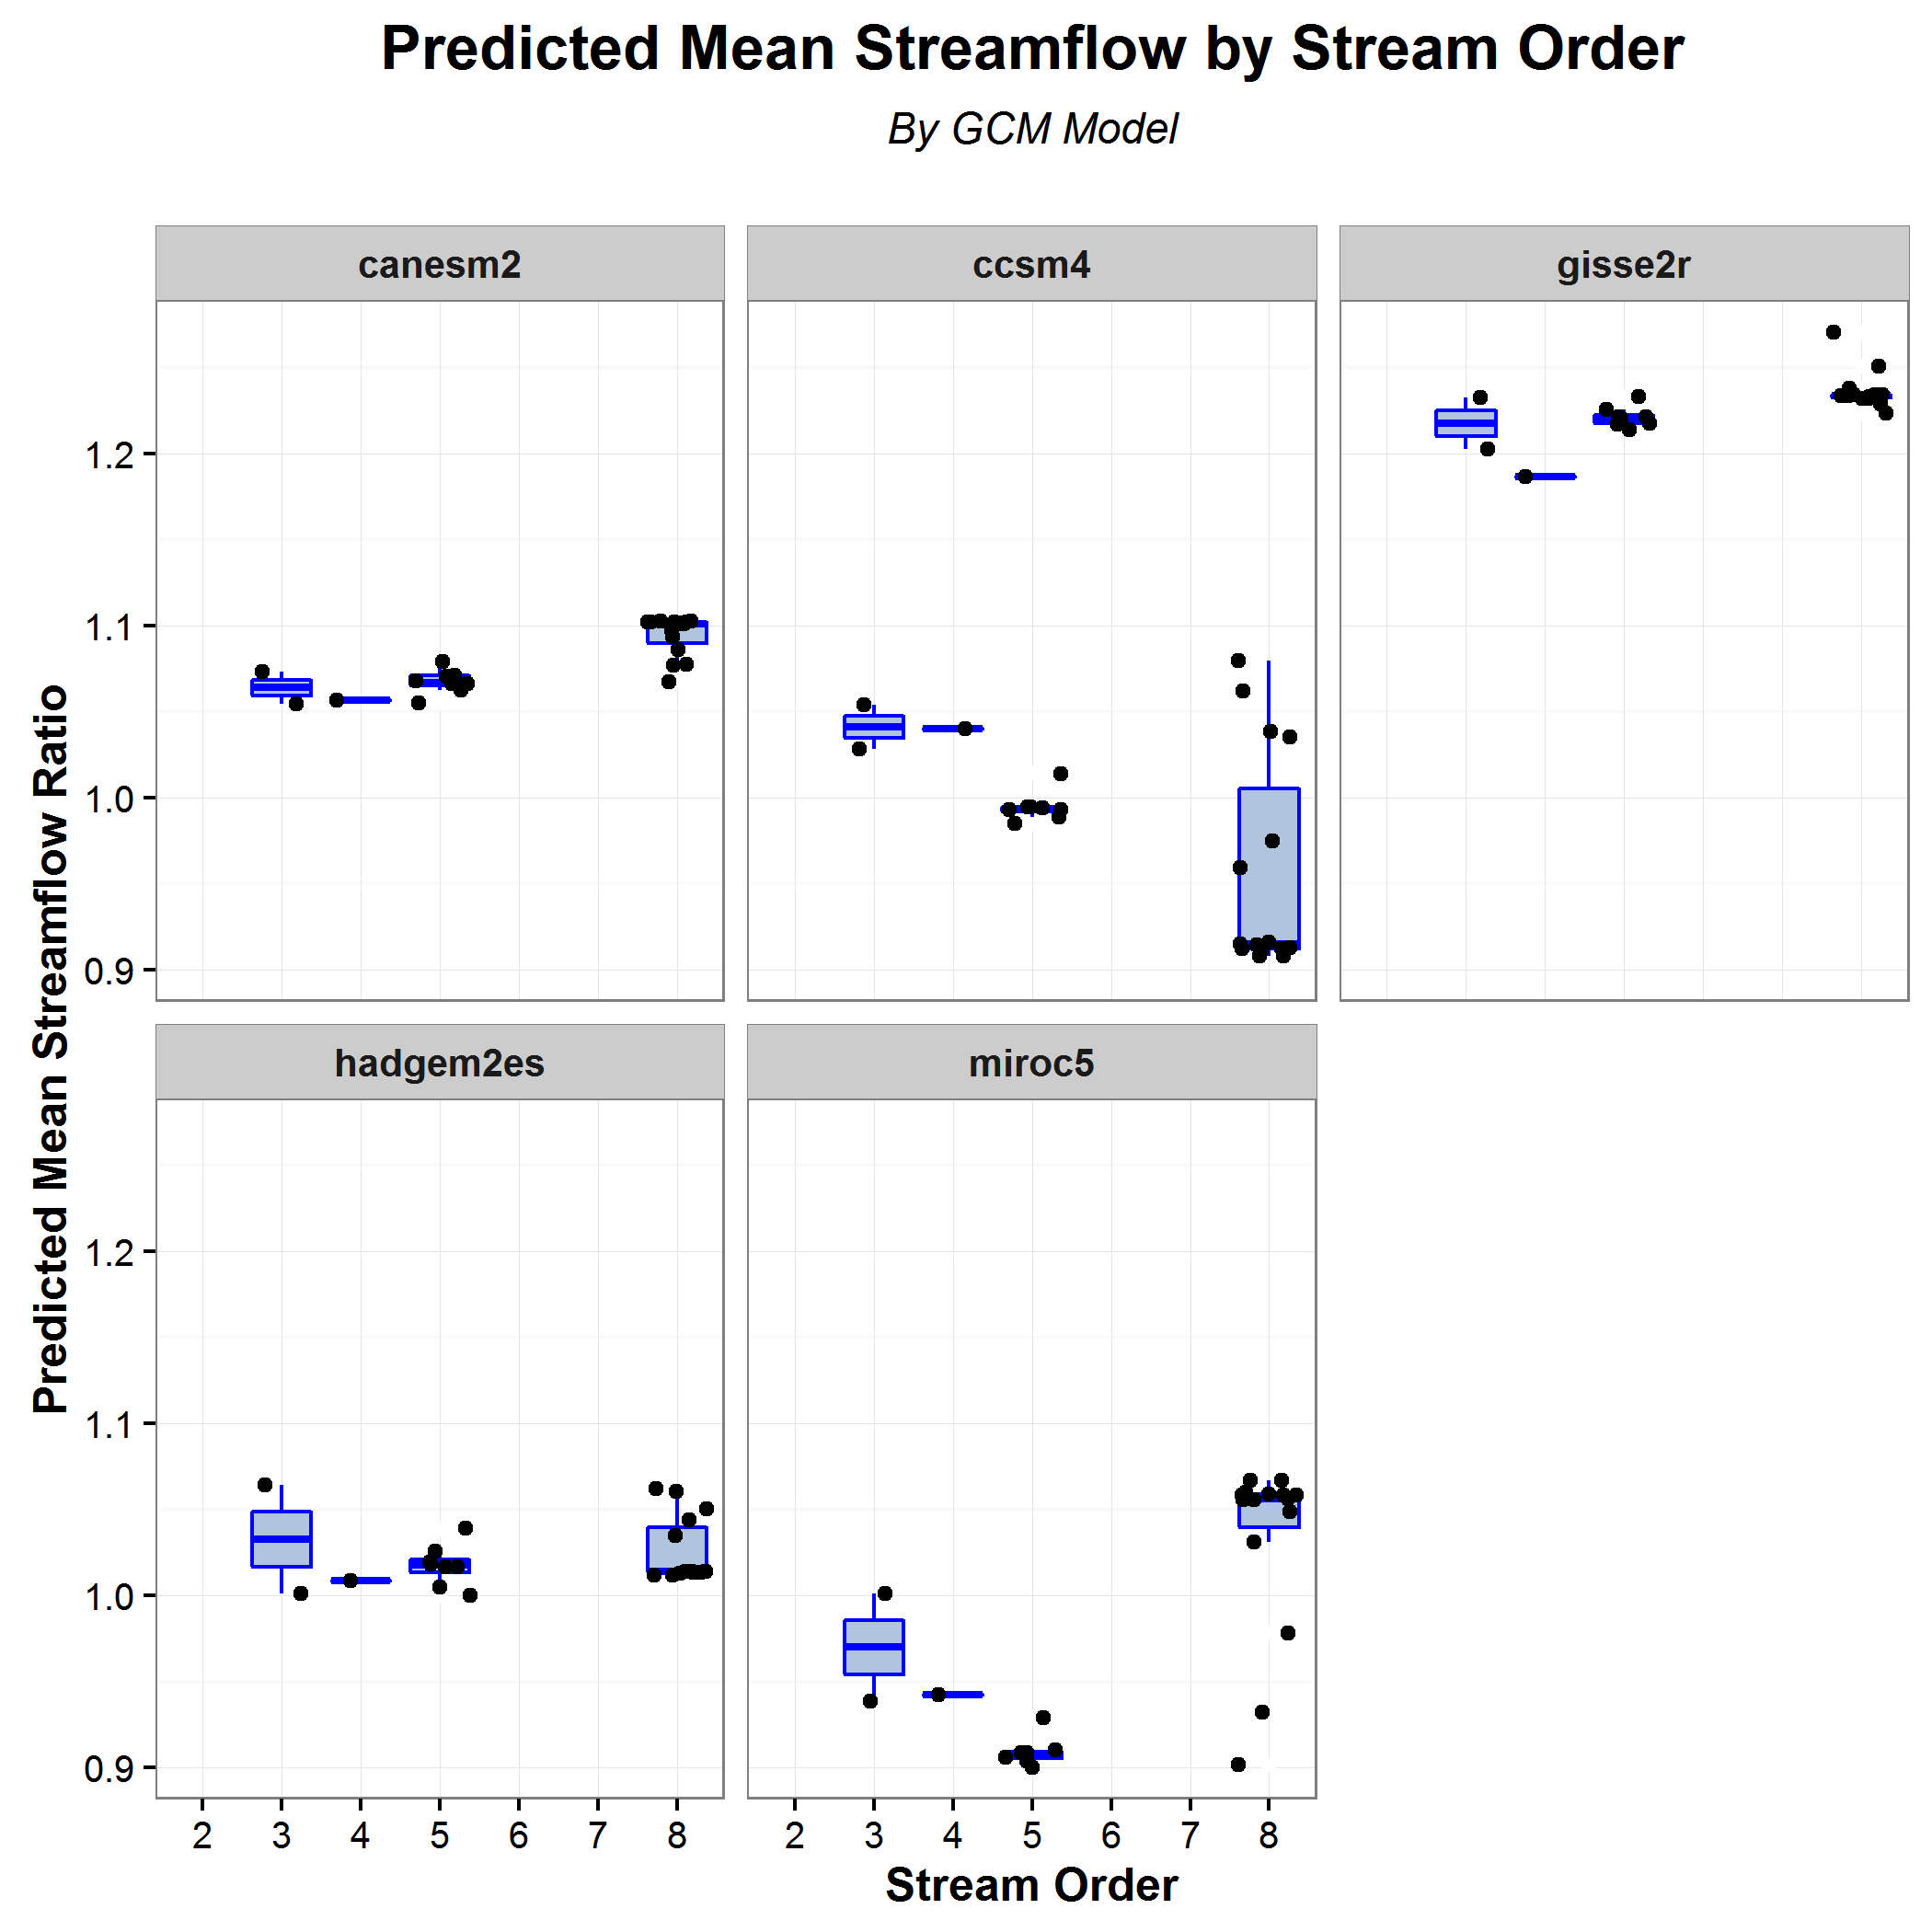 Predicted Mean Streamflow by Stream Order
By GCM Model
canesm2
ccsm4
gisse2r
1.2
1.1
1.0
0.9
hadgem2es
miroc5
1.2
1.1
1.0
0.9
Predicted Mean Streamflow Ratio
2 3 4 5 6 7 8
2 3 4 5 6 7 8
Stream Order